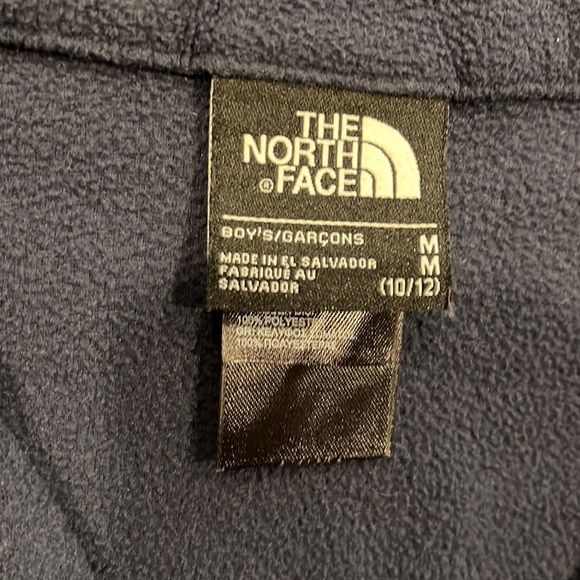 THE
NORTH
® FACE
BOY'S/GARÇONS M
MADE IN EL SALVADOR M
FABRIQUÉ AU
SALVADOR (10/12)
100% POLYEST